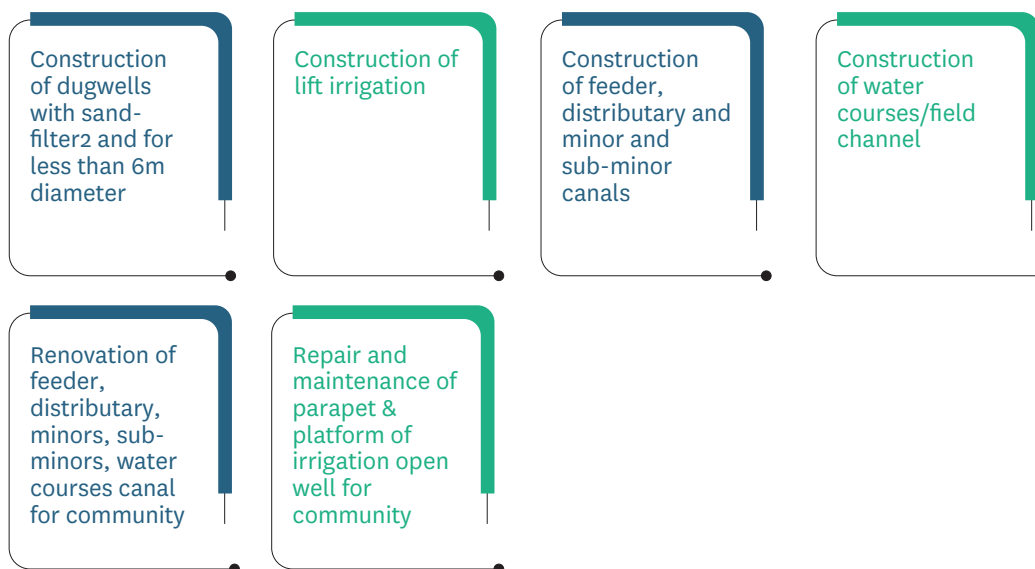 Construction
of dugwells
with sand-
filter2 and for
less than 6m
diameter
Construction of
lift irrigation
Construction
of feeder,
distributary and
minor and
sub-minor
canals
Construction
of water
courses/field
channel
Renovation of
feeder,
distributary,
minors, sub-
minors, water
courses canal
for community
Repair and
maintenance of
parapet &
platform of
irrigation open
well for
community